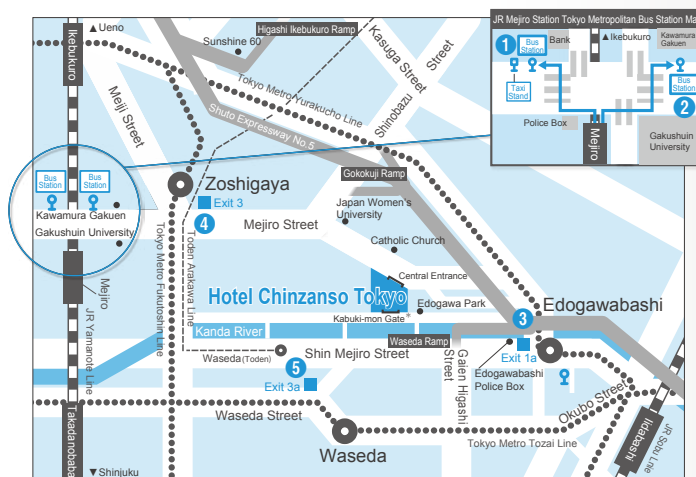 ▲Ueno
Ikebukuro
Higashi Ikebukuro Ramp
Sunshine 60
Meiji Street
Kasuga Street
Shinobazu Street
Tokyo Metro Yurakucho Line
Shuto Expressway No.5
Gokokuji Ramp
JR Mejiro Station Tokyo Metropolitan Bus Station Ma
1
Bus
Station
Bank
▲Ikebukuro
Kawamura
Gakuen
Taxi
Stand
Bus
Station
2
Police Box
Mejiro
Gakushuin
University
Bus
Station
Bus
Station
Kawamura Gakuen
Gakushuin University
Zoshigaya
Exit 3
4
Mejiro Street
Japan Women's
University
Catholic Church
Central Entrance
Hotel Chinzanso Tokyo
Edogawa Park
Kabuki-mon Gate*
3
Edogawabashi
Mejiro
JR Yamanote Line
Tokyo Metro Fukutoshin Line
Toden Arakawa Line
Kanda River
Waseda Ramp
Exit 1a
Waseda(Toden)
Shin Mejiro Street
Gaien Higashi
Street
Edogawabashi
Police Box
5
Exit 3a
Waseda Street
Okubo Street
Takadanobaba
Waseda
Tokyo Metro Tozai Line
Iidabashi
JR Sobu Line
▼Shinjuku